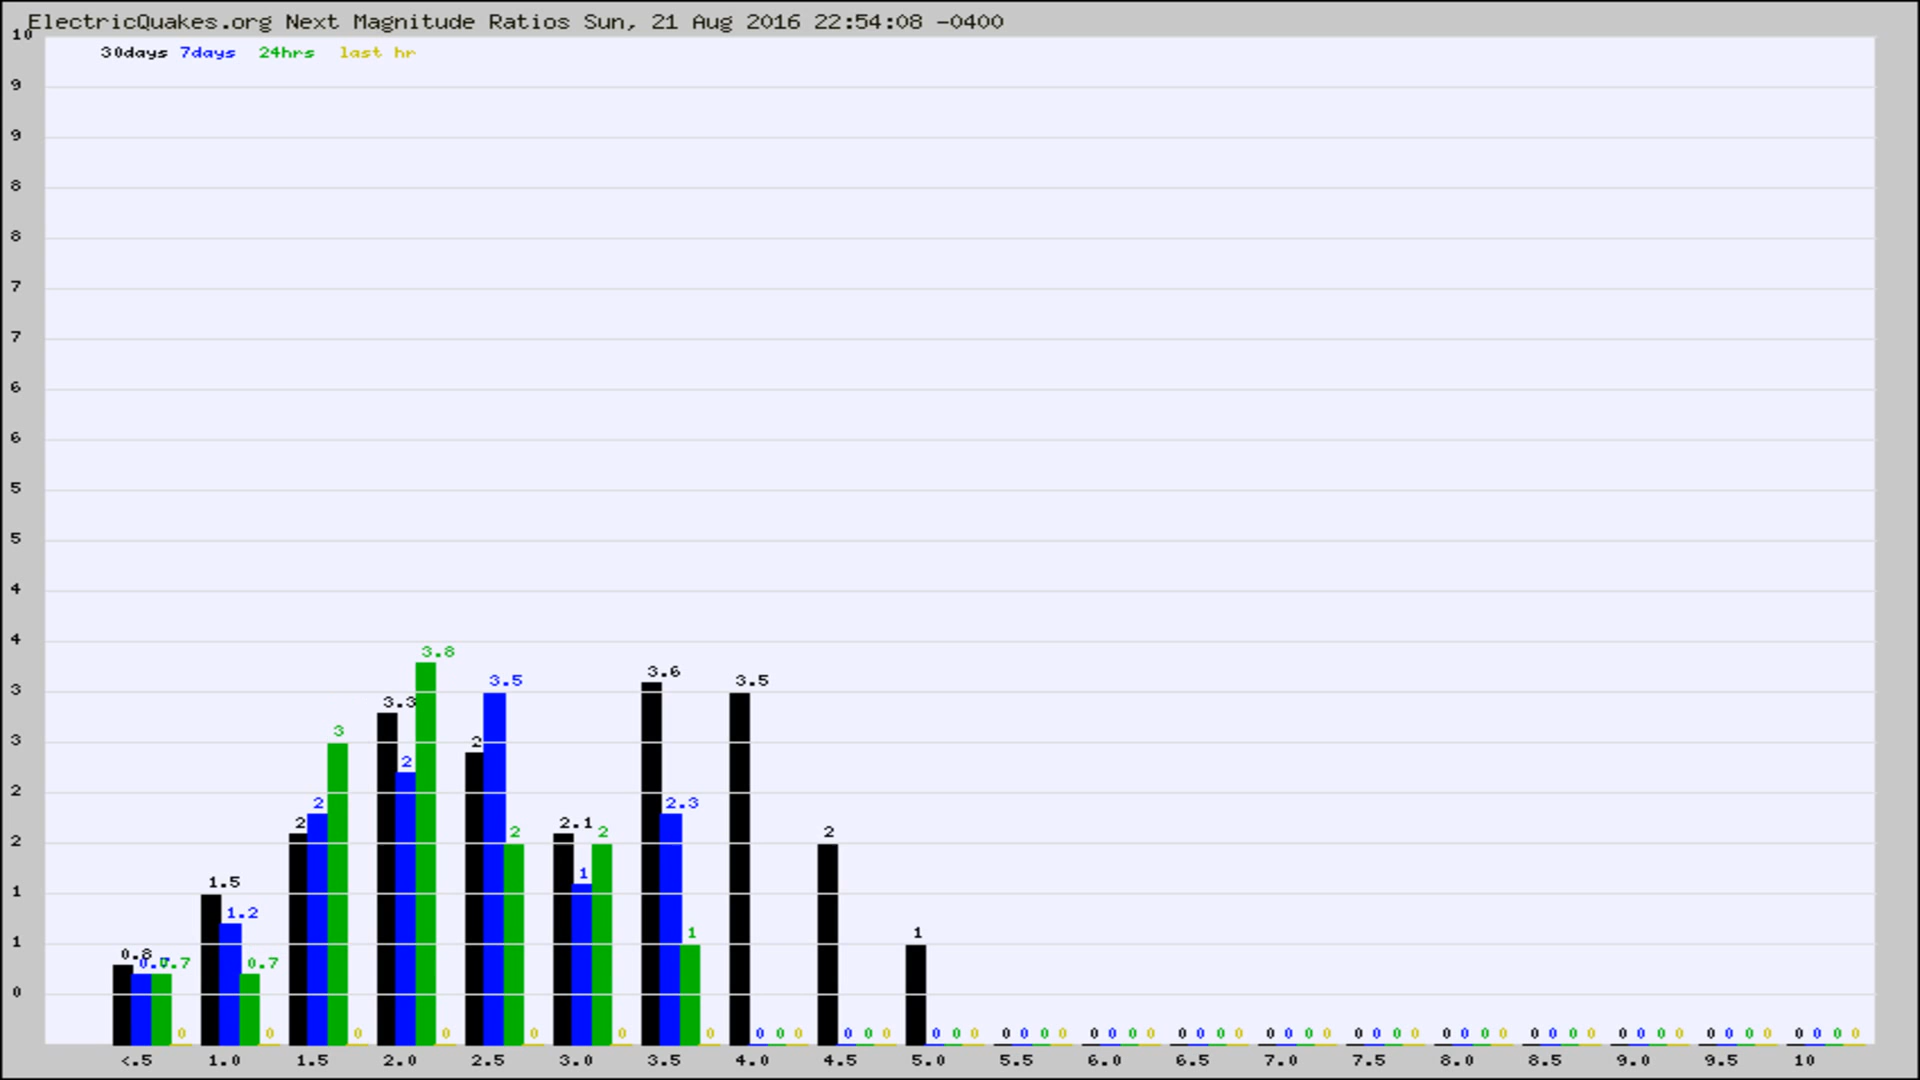 ElectricQuakes.org Next Magnitude Ratios Sun, 21 Aug 2016 22:54:08 -0400
10
30days 7days 24hrs last hr
9
9
8
8
7
7
6
6
5
5
4
4
3.8
3.6
3 3.5 3.5
3.3
3 3
2
2 2
2 2.3
2 2 2.1 2 2 2
1 1.5 1
1.2
1 1 1
0.8 0.7 0.7 0.7
0
0 0 0 0 0 0 0 0 0 0 0 0 0 0 0 0 0 0 0 0 0 0 0 0 0 0 0 0 0 0 0 0 0 0 0 0 0 0 0 0 0 0 0 0 0 0 0 0 0 0 0 0 0 0 0 0
<.5 1.0 1.5 2.0 2.5 3.0 3.5 4.0 4.5 5.0 5.5 6.0 6.5 7.0 7.5 8.0 8.5 9.0 9.5 10